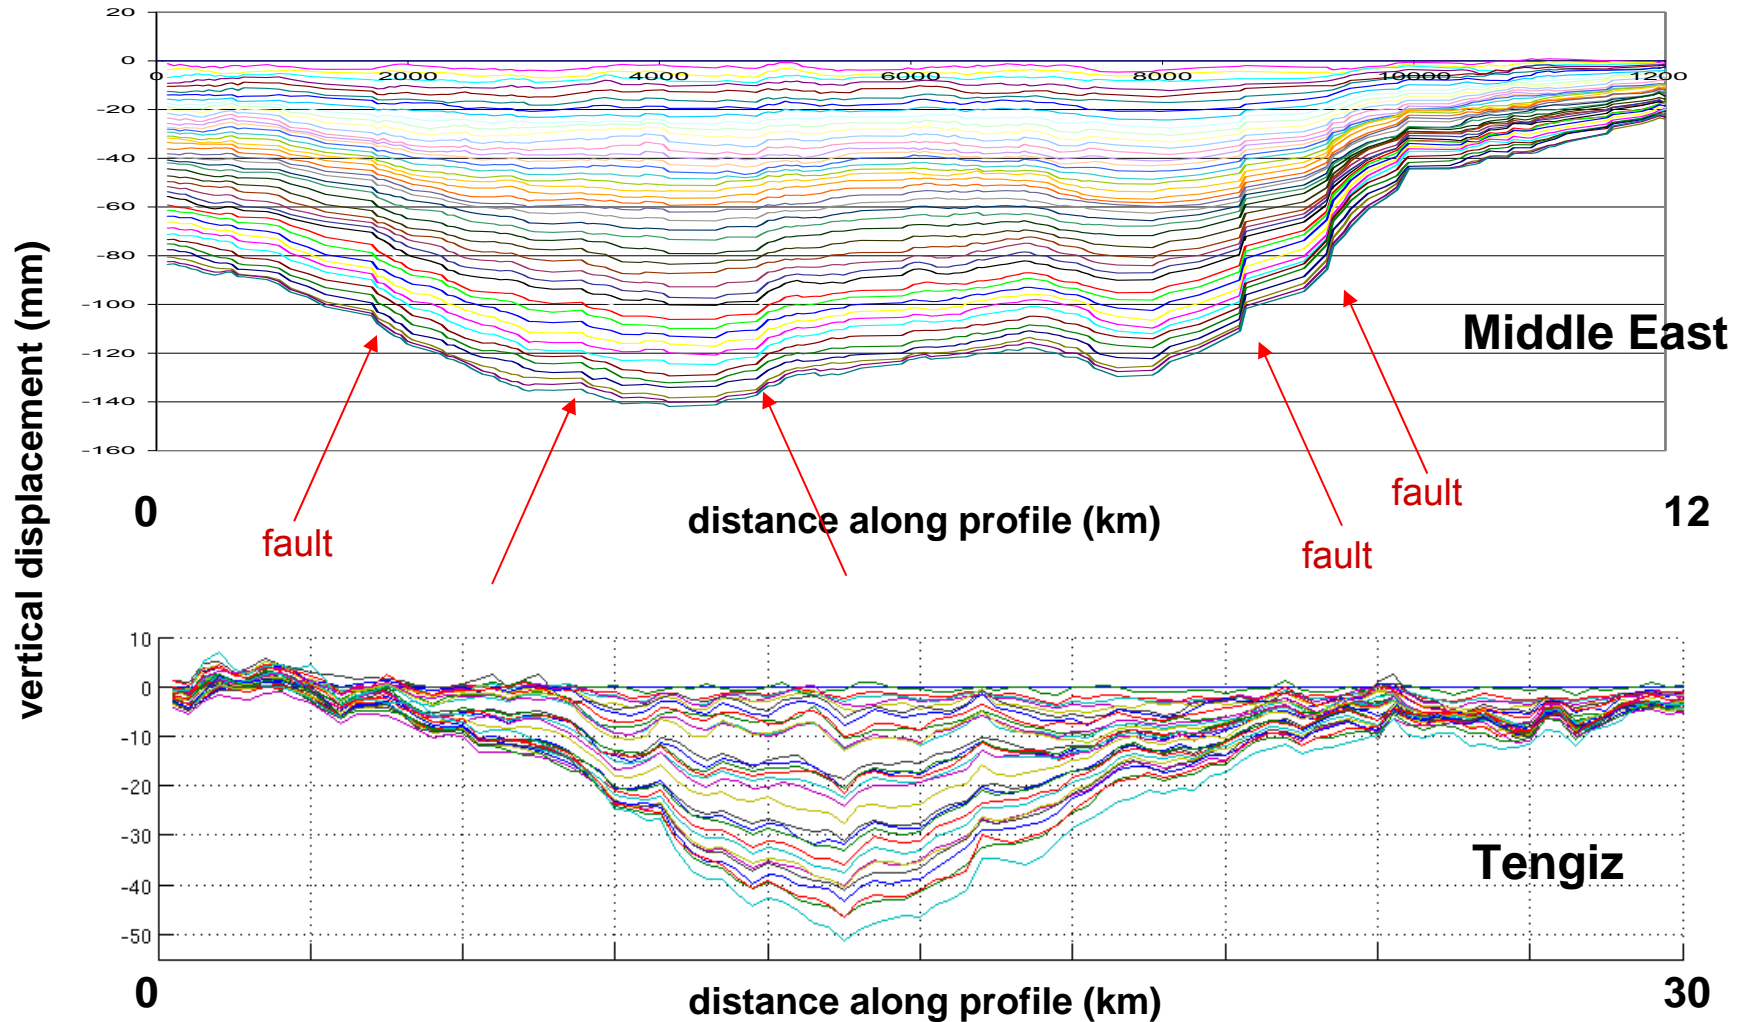 20
0
0 2000 4000 6000 8000 10000 1200
-20
-40
-60
-80
-100
-120
-140
-160
vertical displacement (mm)
Middle East
fault
fault
fault
0 distance along profile (km) 12
10
0
-10
-20
-30
-40
-50
Tengiz
0 distance along profile (km) 30